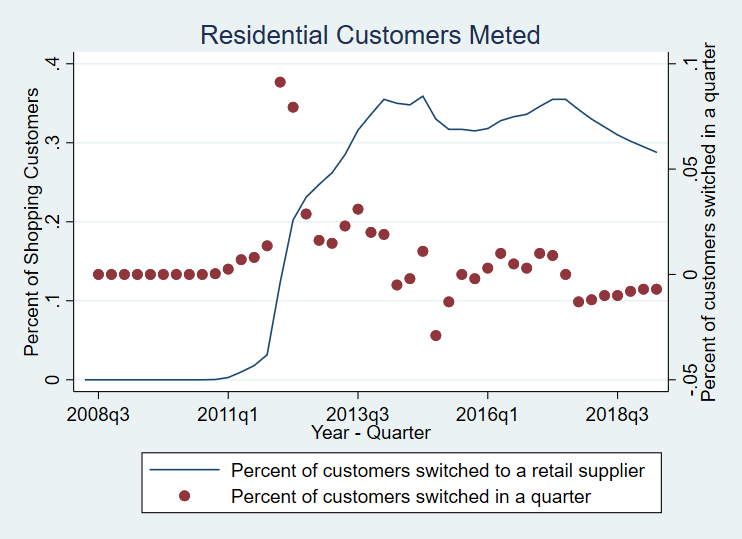 Residential Customers Meted
Percent of Shopping Customers
.4
.3
.2
.1
0
Percent of customers switched in a quarter
.1
.05
0
-.05
2008q3 2011q1 2013q3 2016q1 2018q3
Year - Quarter
Percent of customers switched to a retail supplier
Percent of customers switched in a quarter